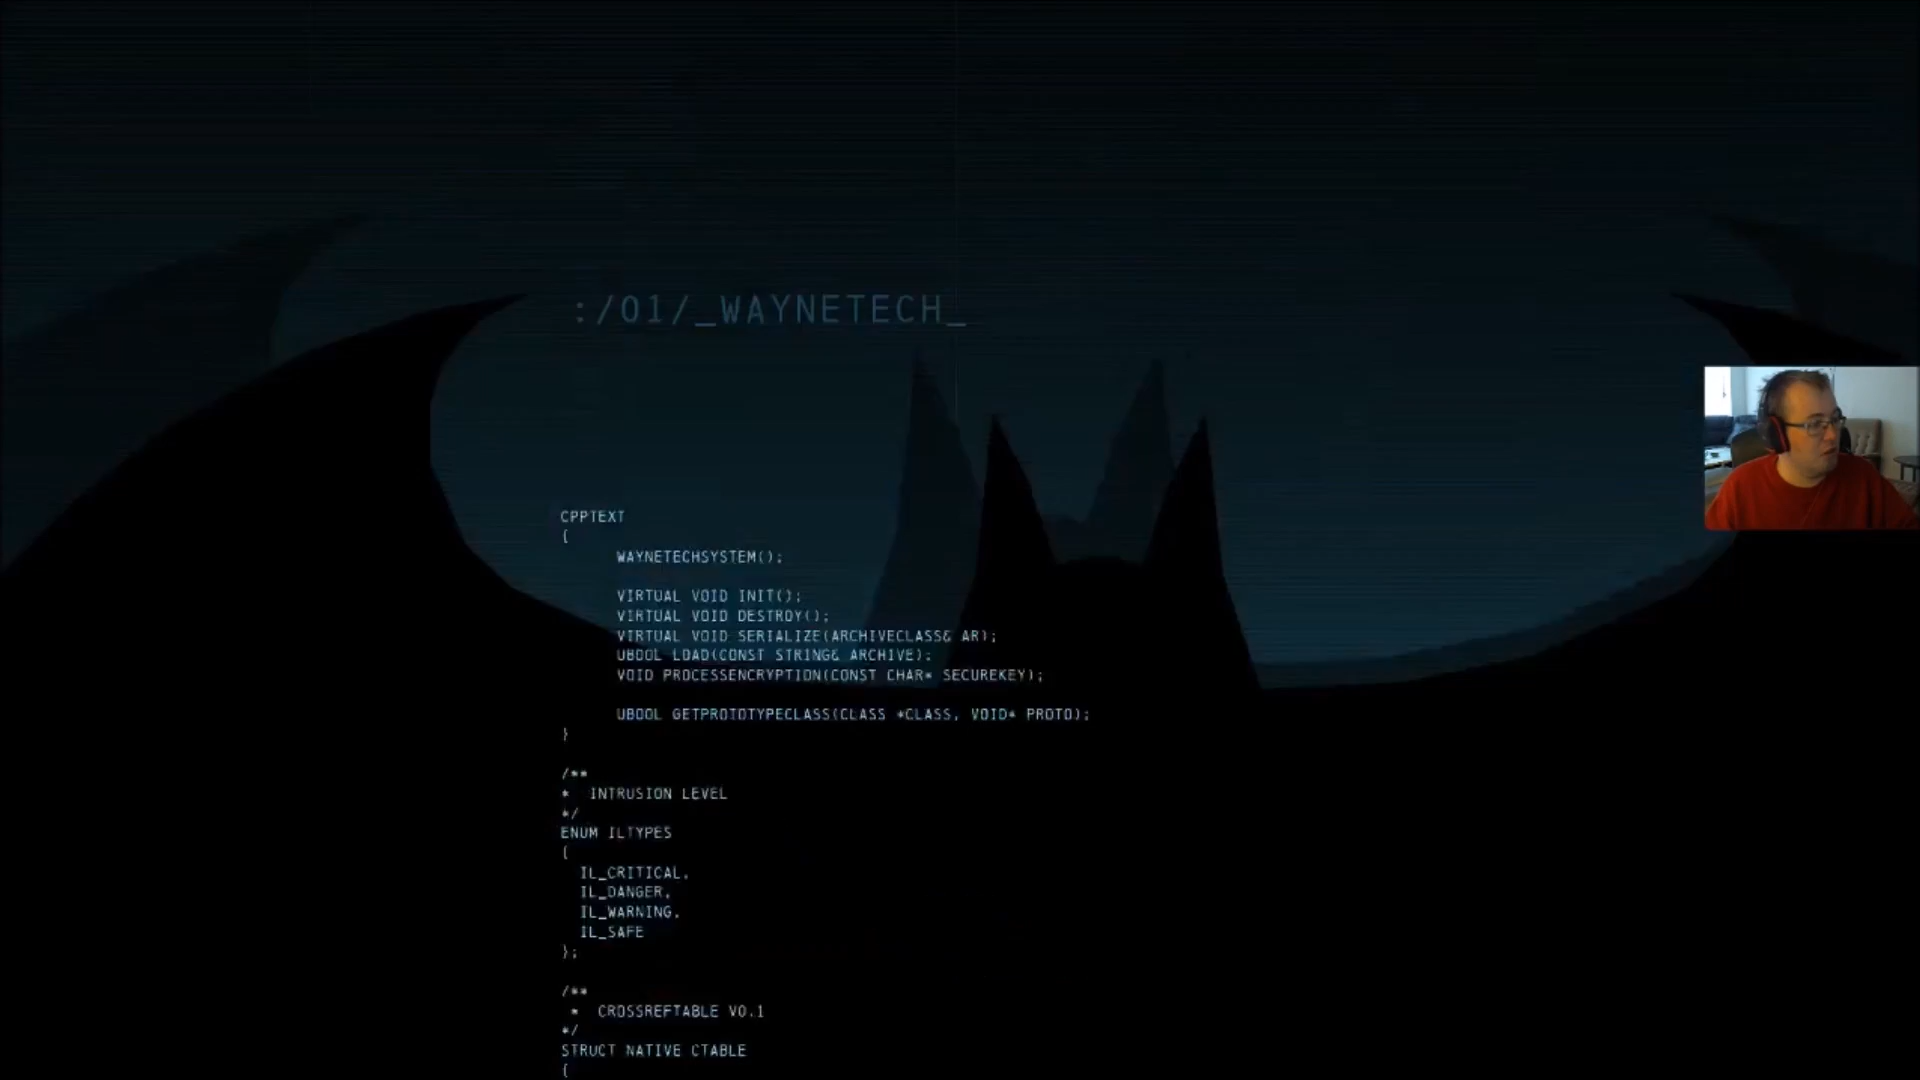 :/01/_WAYNETECH_
CPPTEXT
{
WAYNETECHSYSTEM();
VIRTUAL VOID INIT();
VIRTUAL VOID DESTROY();
VIRTUAL VOID SERIALIZE(ARCHIVECLASS& AR);
UBOOL LOAD(CONST STRING& ARCHIVE);
VOID PROCESSENCRYPTION(CONST CHAR* SECUREKEY);
UBOOL GETPROTOTYPECLASS(CLASS *CLASS, VOID* PROTO);
}
/**
* INTRUSION LEVEL
*/
ENUM ILTYPES
{
IL_CRITICAL,
IL_DANGER,
IL_WARNING,
IL_SAFE
};
/**
* CROSSREFTABLE V0.1
*/
STRUCT NATIVE CTABLE
{